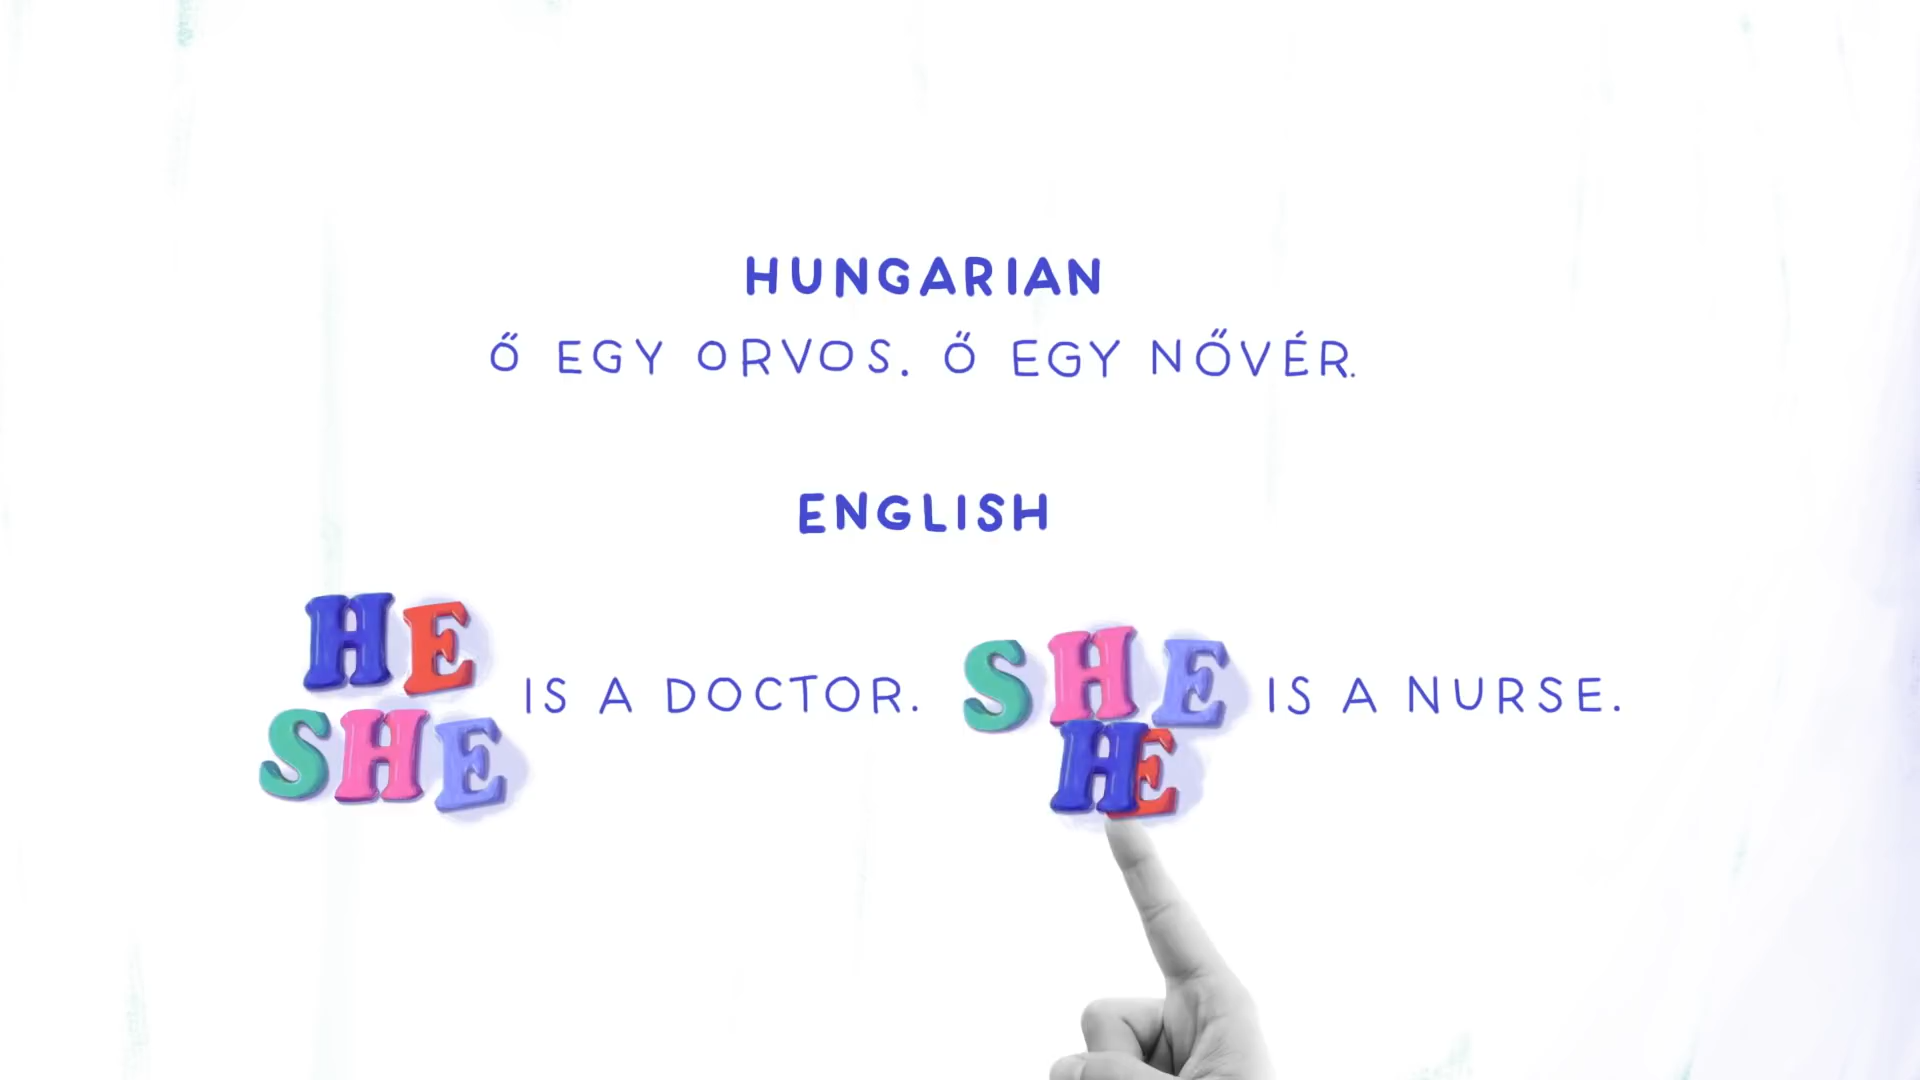 HUNGARIAN
Ő EGY ORVOS. Ő EGY NŐVÉR.
ENGLISH
HE IS A DOCTOR. SHE IS A NURSE.
SHE HE